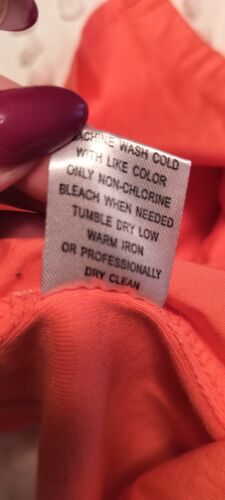 MACHINE WASH COLD
WITH LIKE COLOR
ONLY NON-CHLORINE
BLEACH WHEN NEEDED
TUMBLE DRY LOW
WARM IRON
OR PROFESSIONALLY
DRY CLEAN